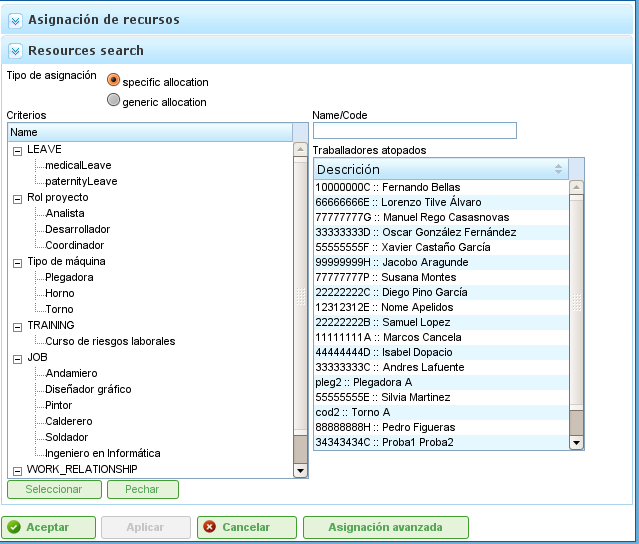 Asignación de recursos
Resources search
Tipo de asignación
specific allocation
generic allocation
Criterios
Name
LEAVE
medicalLeave
paternityLeave
Rol proyecto
Analista
Desarrollador
Coordinador
Tipo de máquina
Plegadora
Horno
Torno
TRAINING
Curso de riesgos laborales
JOB
Andamiero
Diseñador gráfico
Pintor
Calderero
Soldador
Ingeniero en Informática
WORK_RELATIONSHIP
Name/Code
Traballadores atopados
Descrición
10000000C :: Fernando Bellas
66666666E :: Lorenzo Tilve Álvaro
77777777G :: Manuel Rego Casasnovas
33333333D :: Oscar González Fernández
55555555F :: Xavier Castaño García
99999999H :: Jacobo Aragunde
77777777P :: Susana Montes
22222222C :: Diego Pino García
12312312E :: Nome Apelidos
22222222B :: Samuel Lopez
11111111A :: Marcos Cancela
44444444D :: Isabel Dopacio
33333333C :: Andres Lafuente
pleg2 :: Plegadora A
55555555E :: Silvia Martinez
cod2 :: Torno A
88888888H :: Pedro Figueras
34343434C :: Proba1 Proba2
Seleccionar
Pechar
Aceptar
Aplicar
Cancelar
Asignación avanzada